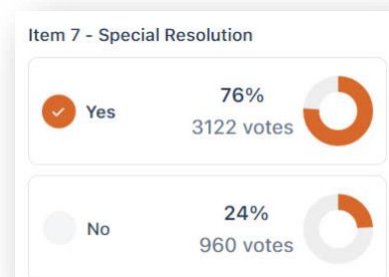 Item 7 - Special Resolution
Yes
76%
3122 votes
No
24%
960 votes